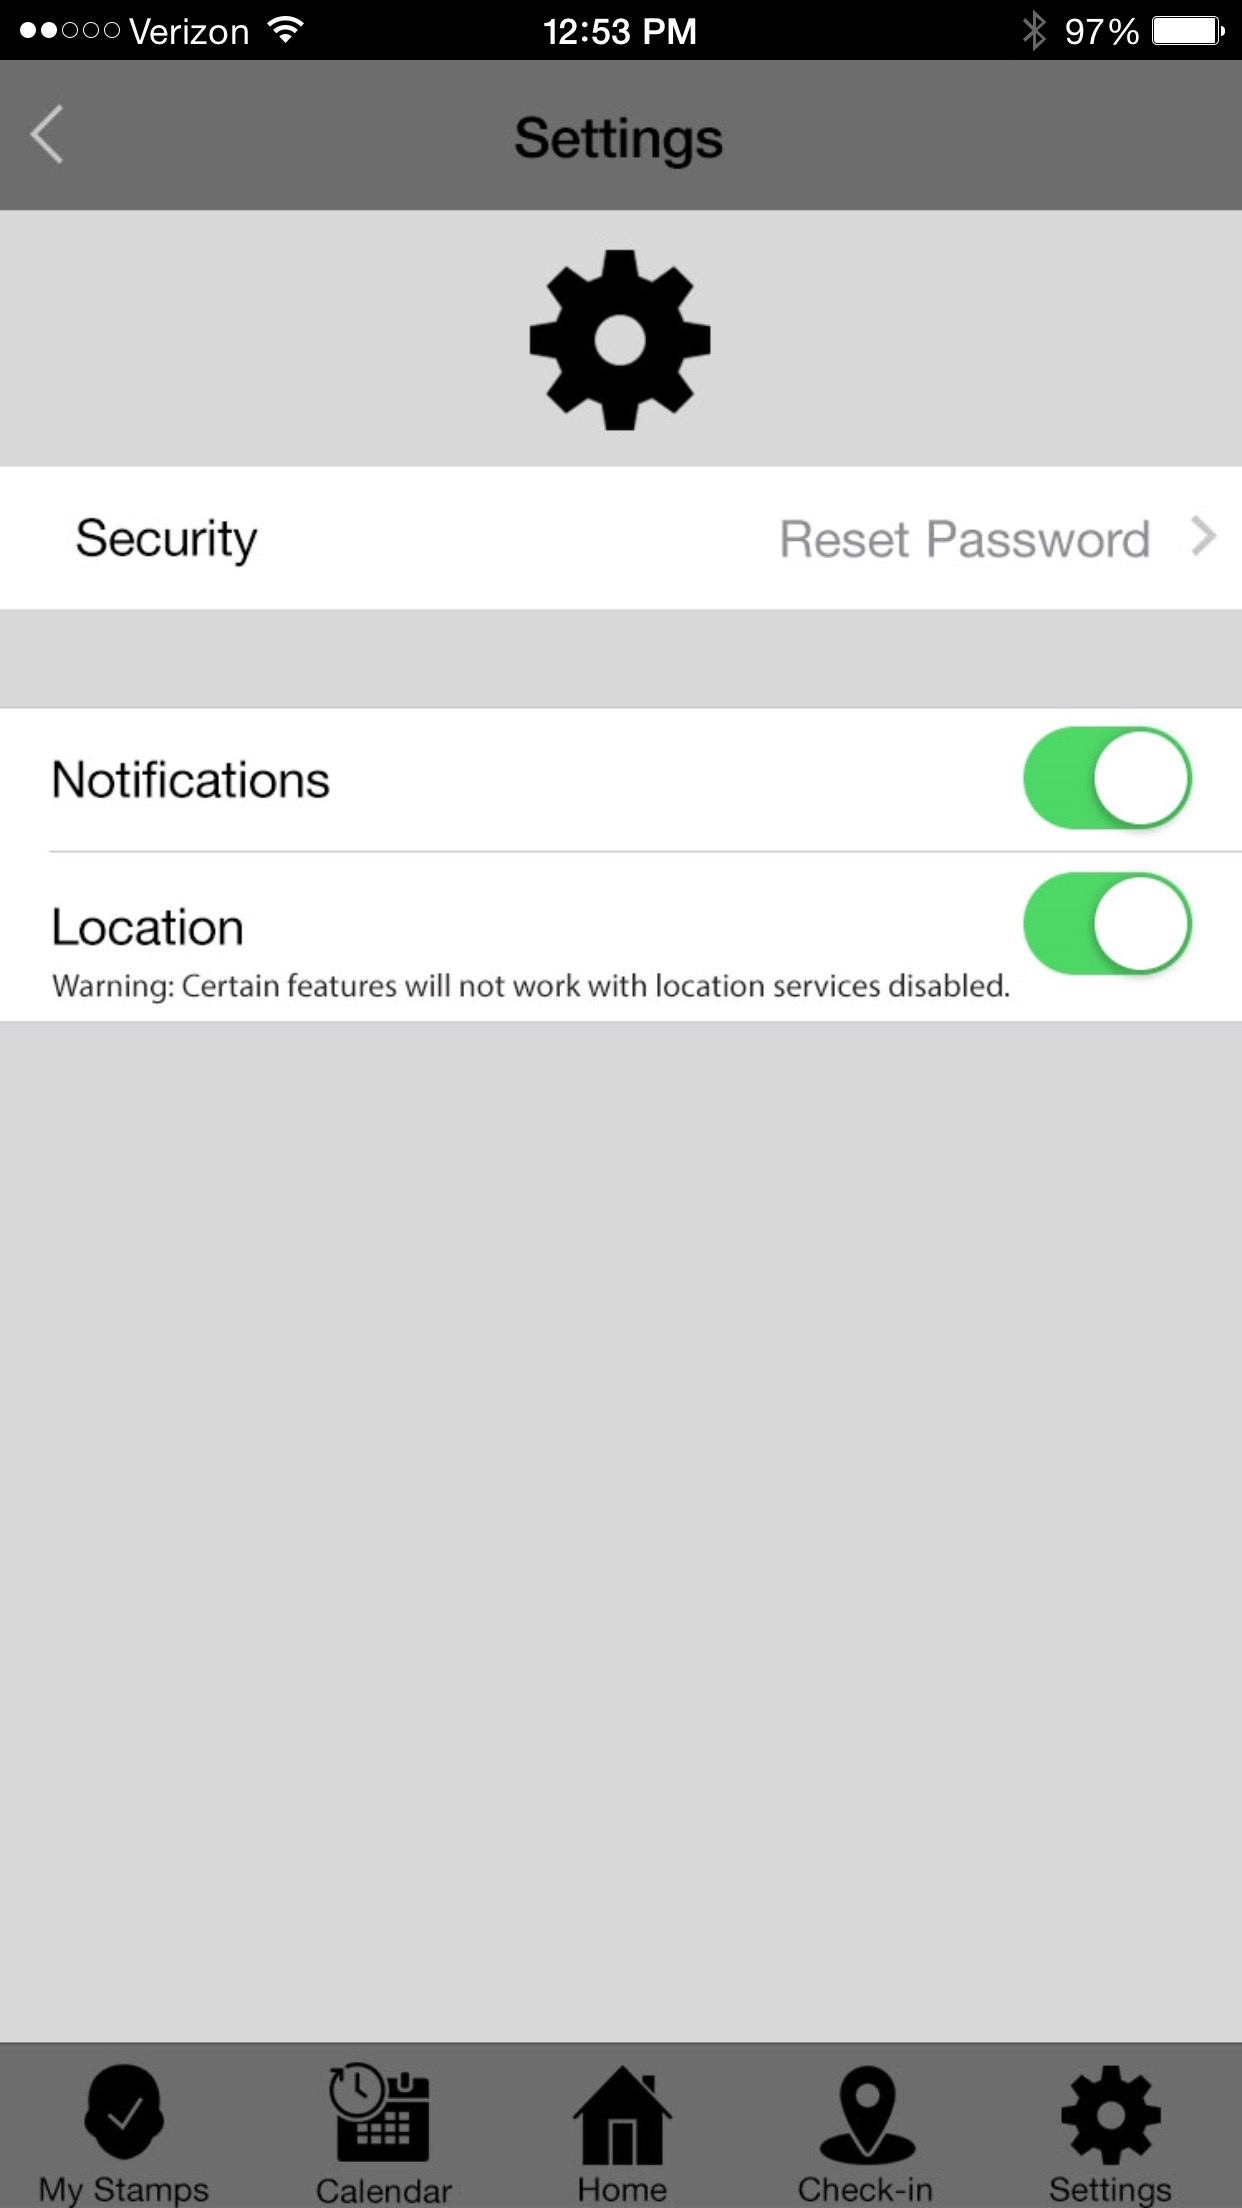 Verizon 12:53 PM 97%
Settings
Security Reset Password
Notifications
Location
Warning: Certain features will not work with location services disabled.
My Stamps Calendar Home Check-in Settings